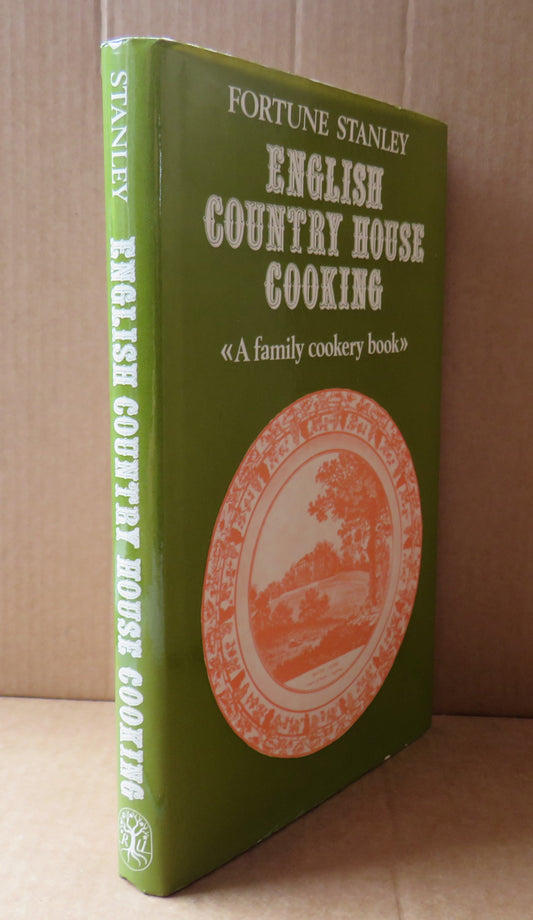 FORTUNE STANLEY
ENGLISH
COUNTRY HOUSE
COOKING
«A family cookery book»
STANLEY ENGLISH COUNTRY HOUSE COOKING
R U